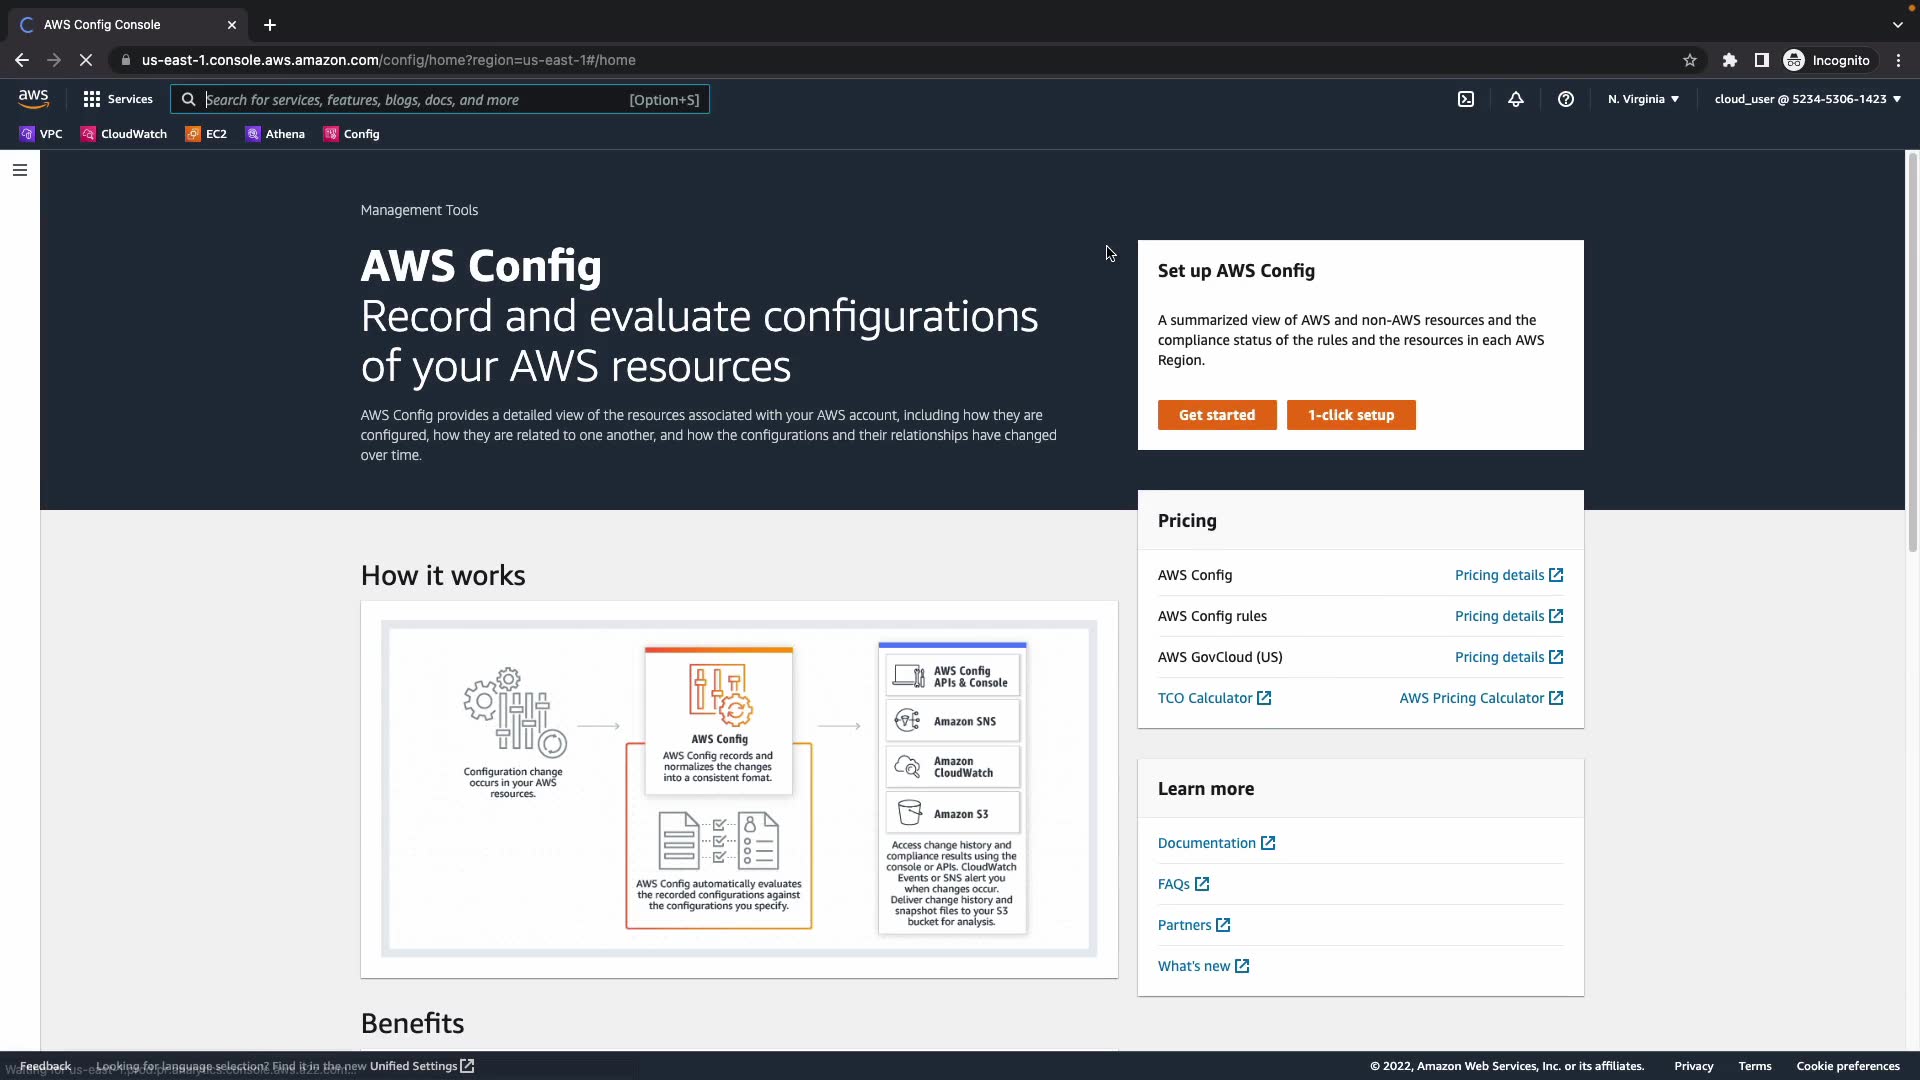 AWS Config Console
us-east-1.console.aws.amazon.com/config/home?region=us-east-1#/home
Incognito
aws
Services
Search for services, features, blogs, docs, and more
[Option+S]
N. Virginia
cloud_user @ 5234-5306-1423
VPC
CloudWatch
EC2
Athena
Config
Management Tools
AWS Config
Record and evaluate configurations
of your AWS resources
AWS Config provides a detailed view of the resources associated with your AWS account, including how they are
configured, how they are related to one another, and how the configurations and their relationships have changed
over time.
Set up AWS Config
A summarized view of AWS and non-AWS resources and the
compliance status of the rules and the resources in each AWS
Region.
Get started
1-click setup
Pricing
AWS Config
Pricing details
AWS Config rules
Pricing details
AWS GovCloud (US)
Pricing details
TCO Calculator
AWS Pricing Calculator
How it works
Configuration change
occurs in your AWS
resources.
AWS Config
AWS Config records and
normalizes the changes
into a consistent fomat.
AWS Config automatically evaluates
the recorded configurations against
the configurations you specify.
AWS Config
APIs & Console
Amazon SNS
Amazon
CloudWatch
Amazon S3
Access change history and
compliance results using the
console or APIs. CloudWatch
Events or SNS alert you
when changes occur.
Deliver change history and
snapshot files to your S3
bucket for analysis.
Learn more
Documentation
FAQs
Partners
What's new
Benefits
Feedback
Looking for language selection? Find it in the new Unified Settings
© 2022, Amazon Web Services, Inc. or its affiliates.
Privacy
Terms
Cookie preferences